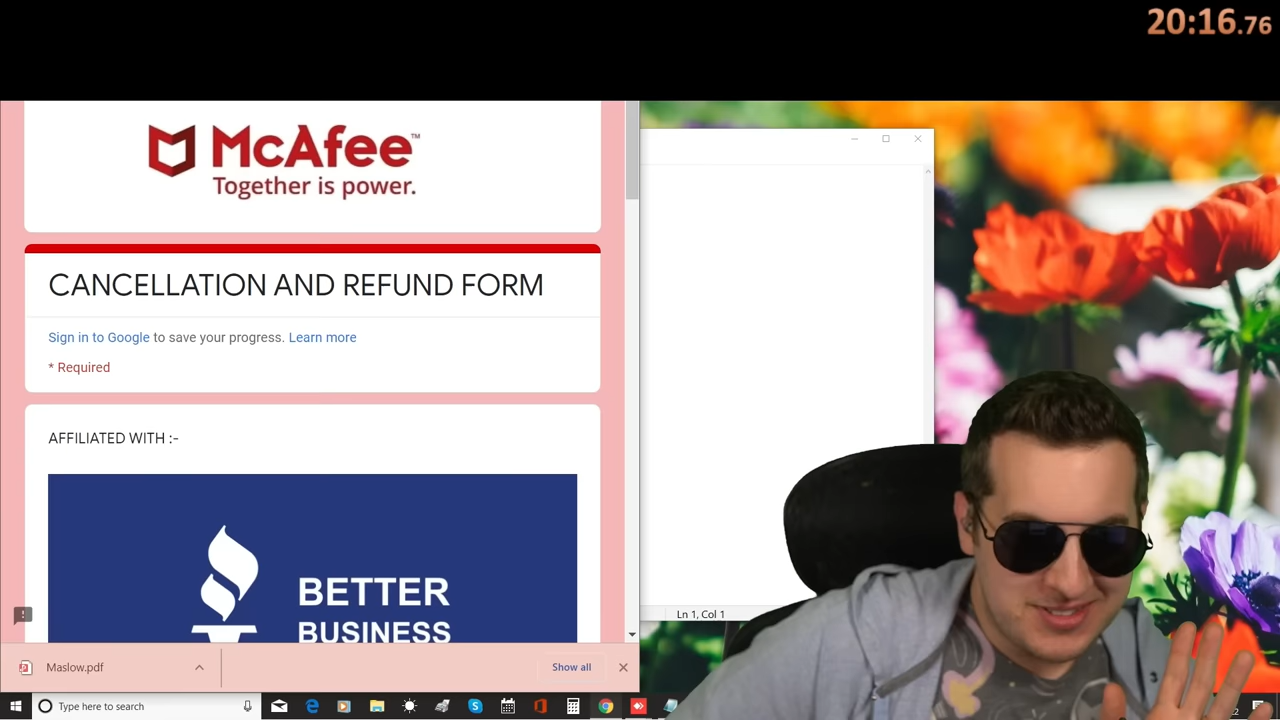 20:16.76
McAfee™
Together is power.
CANCELLATION AND REFUND FORM
Sign in to Google to save your progress. Learn more
* Required
AFFILIATED WITH :-
BETTER
BUSINESS
Ln 1, Col 1
Maslow.pdf
Show all
Type here to search